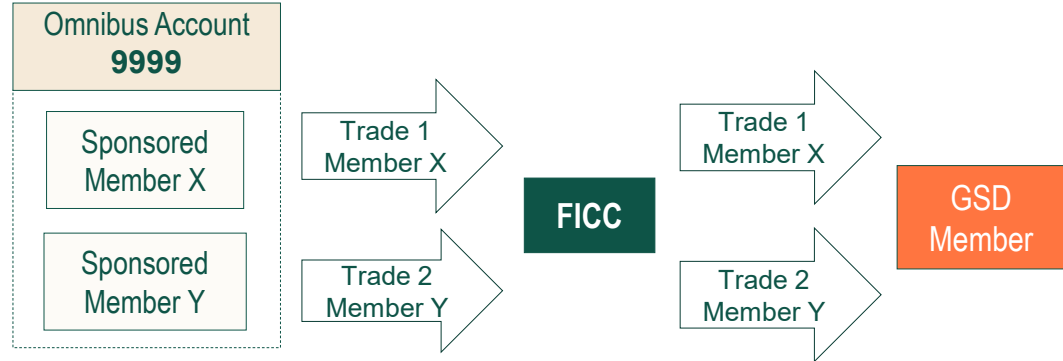 Omnibus Account
9999
Sponsored
Member X
Sponsored
Member Y
Trade 1
Member X
Trade 2
Member Y
FICC
Trade 1
Member X
Trade 2
Member Y
GSD
Member